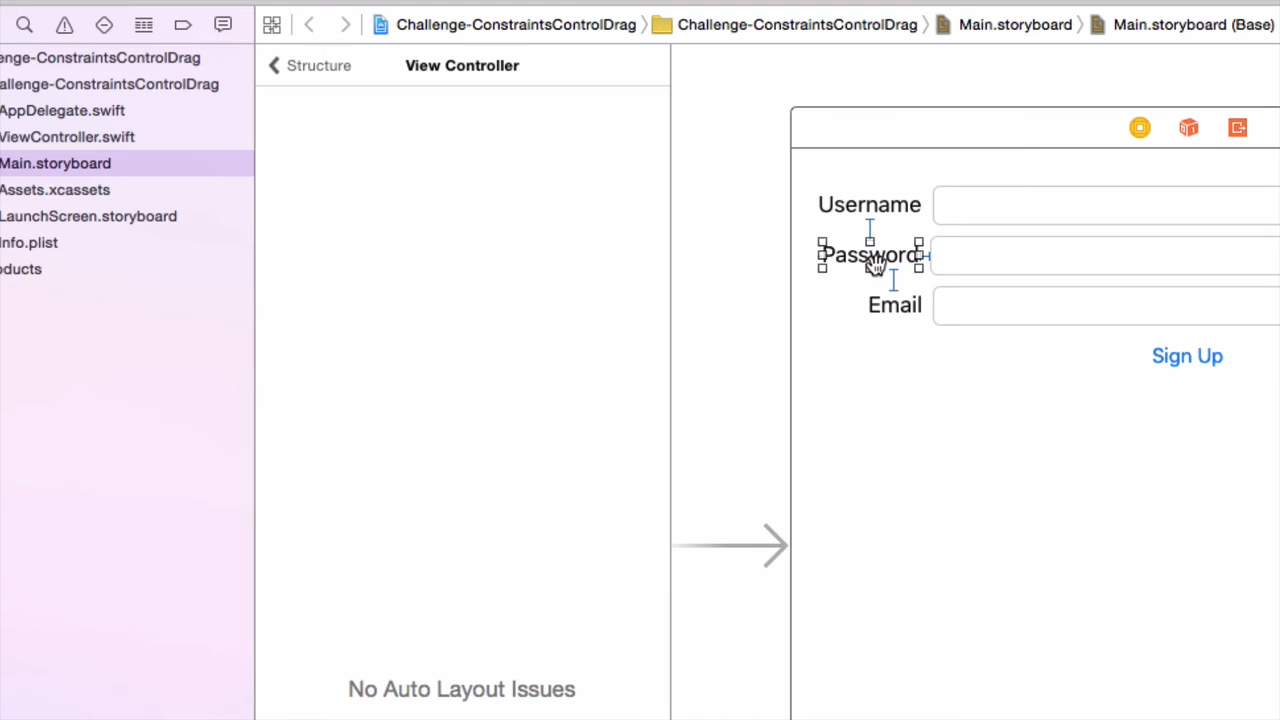 Challenge-ConstraintsControlDrag
Challenge-ConstraintsControlDrag
Main.storyboard
Main.storyboard (Base)
enge-ConstraintsControlDrag
allenge-ConstraintsControlDrag
AppDelegate.swift
ViewController.swift
Main.storyboard
Assets.xcassets
LaunchScreen.storyboard
Info.plist
oducts
Structure
View Controller
No Auto Layout Issues
Username
Password
Email
Sign Up